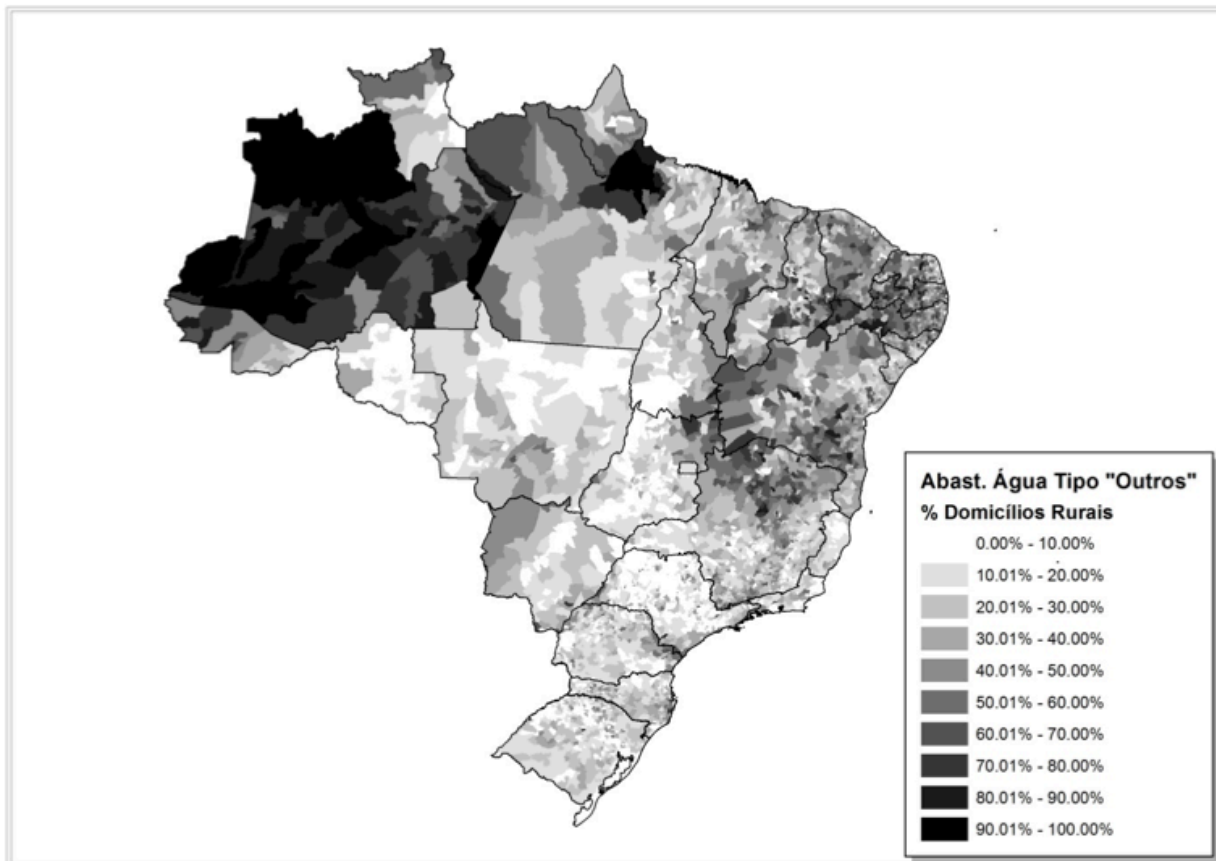 Abast. Água Tipo "Outros"
% Domicílios Rurais
0.00% - 10.00%
10.01% - 20.00%
20.01% - 30.00%
30.01% - 40.00%
40.01% - 50.00%
50.01% - 60.00%
60.01% - 70.00%
70.01% - 80.00%
80.01% - 90.00%
90.01% - 100.00%